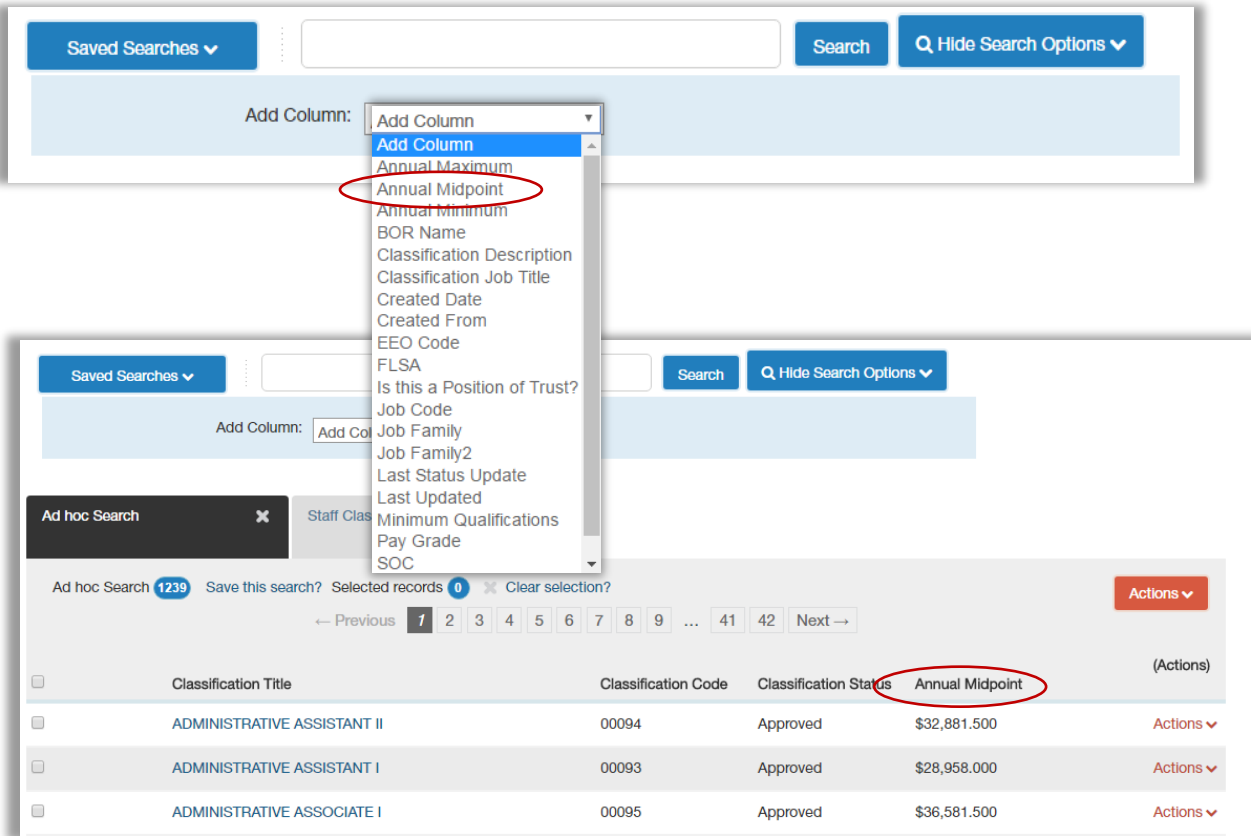 Saved Searches
Search
Hide Search Options
Add Column:
Add Column
Add Column
Annual Maximum
Annual Midpoint
Annual Minimum
BOR Name
Classification Description
Classification Job Title
Created Date
Created From
EEO Code
FLSA
Is this a Position of Trust?
Job Code
Job Family
Job Family2
Last Status Update
Last Updated
Minimum Qualifications
Pay Grade
SOC
Saved Searches
Search
Hide Search Options
Add Column:
Add Col
Ad hoc Search
Staff Clas
Ad hoc Search 1239 Save this search? Selected records 0 Clear selection?
Actions
← Previous 1 2 3 4 5 6 7 8 9 … 41 42 Next →
Classification Title Classification Code Classification Status Annual Midpoint (Actions)
ADMINISTRATIVE ASSISTANT II 00094 Approved $32,881.500 Actions
ADMINISTRATIVE ASSISTANT I 00093 Approved $28,958.000 Actions
ADMINISTRATIVE ASSOCIATE I 00095 Approved $36,581.500 Actions